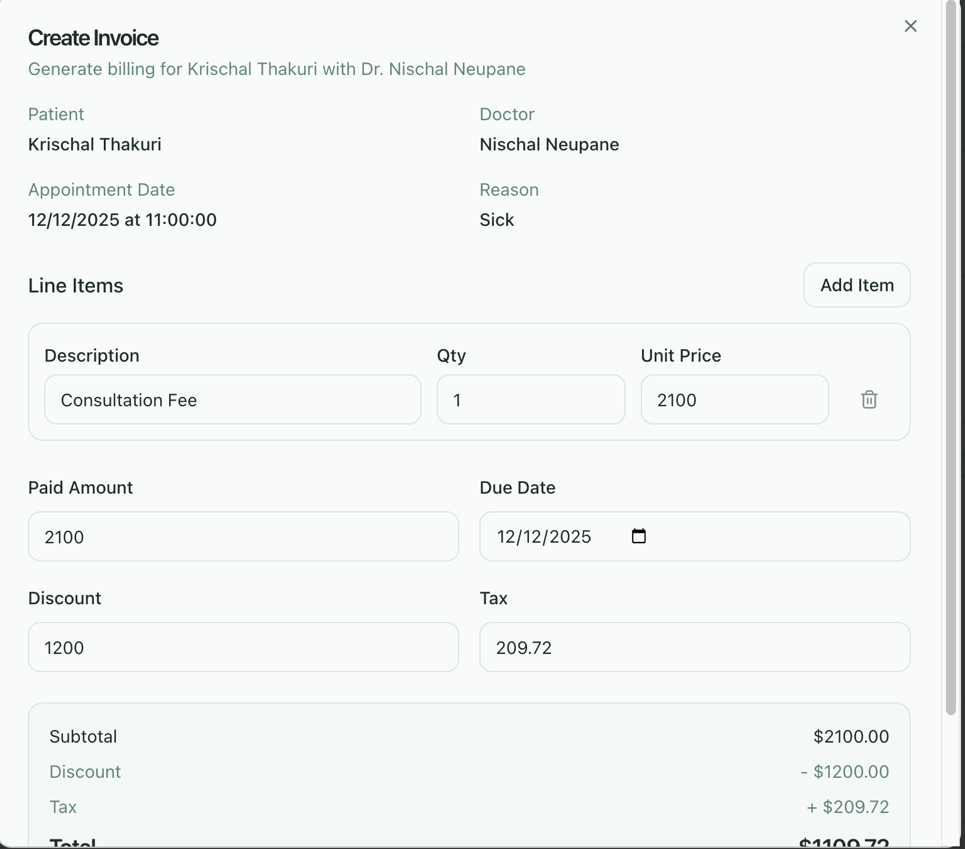 Create Invoice
Generate billing for Krischal Thakuri with Dr. Nischal Neupane
Patient
Doctor
Krischal Thakuri
Nischal Neupane
Appointment Date
Reason
12/12/2025 at 11:00:00
Sick
Line Items
Add Item
Description
Qty
Unit Price
Consultation Fee
1
2100
Paid Amount
Due Date
2100
12/12/2025
Discount
Tax
1200
209.72
Subtotal
$2100.00
Discount
- $1200.00
Tax
+ $209.72
Total
$1109.72